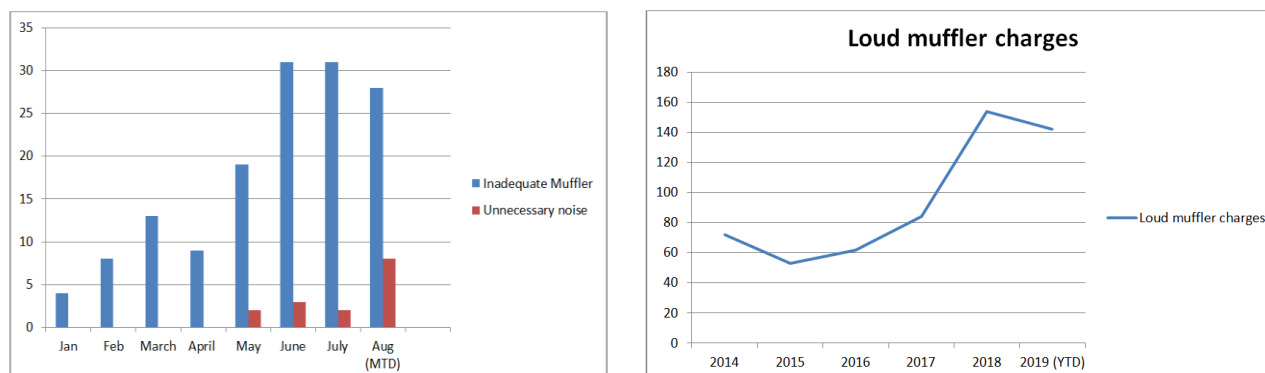 35
30
25
20
15
10
5
0
Jan Feb March April May June July Aug
(MTD)
Inadequate Muffler
Unnecessary noise
Loud muffler charges
180
160
140
120
100
80
60
40
20
0
2014 2015 2016 2017 2018 2019 (YTD)
Loud muffler charges